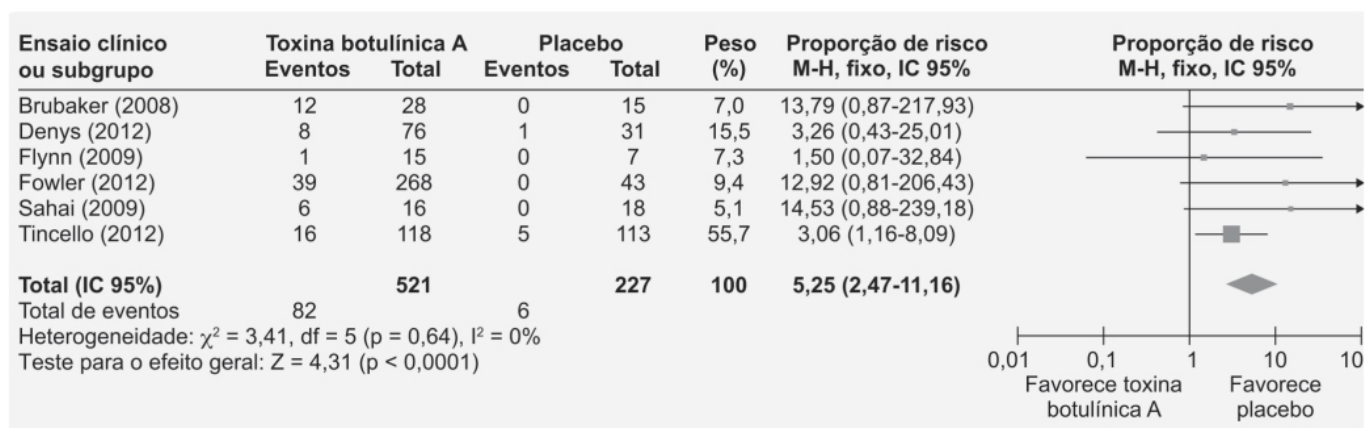 Ensaio clínico Toxina botulínica A Placebo Peso Proporção de risco Proporção de risco
ou subgrupo Eventos Total Eventos Total (%) M-H, fixo, IC 95% M-H, fixo, IC 95%
Brubaker (2008) 12 28 0 15 7,0 13,79 (0,87-217,93)
Denys (2012) 8 76 1 31 15,5 3,26 (0,43-25,01)
Flynn (2009) 1 15 0 7 7,3 1,50 (0,07-32,84)
Fowler (2012) 39 268 0 43 9,4 12,92 (0,81-206,43)
Sahai (2009) 6 16 0 18 5,1 14,53 (0,88-239,18)
Tincello (2012) 16 118 5 113 55,7 3,06 (1,16-8,09)
Total (IC 95%) 521 227 100 5,25 (2,47-11,16)
Total de eventos 82 6
Heterogeneidade: χ² = 3,41, df = 5 (p = 0,64), I² = 0%
Teste para o efeito geral: Z = 4,31 (p < 0,0001)
0,01 0,1 1 10 10
Favorece toxina Favorece
botulínica A placebo